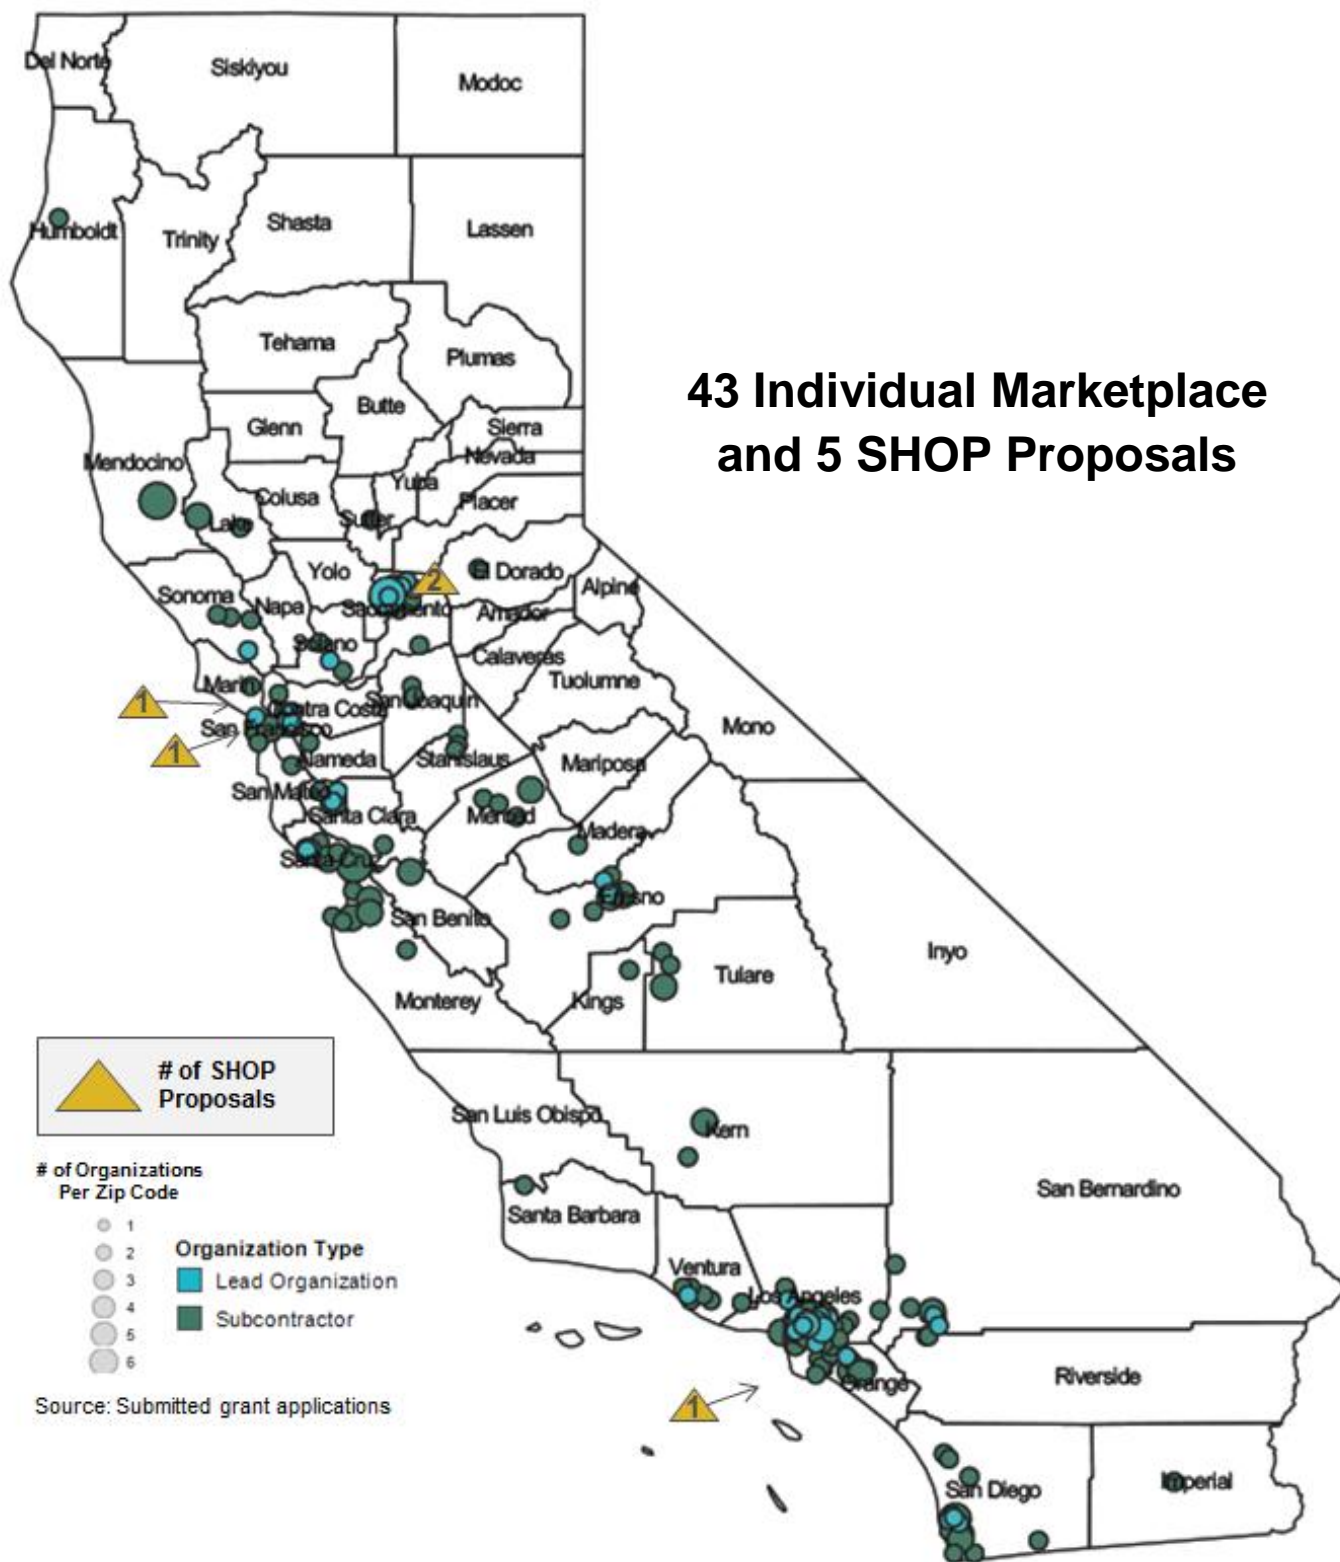 Del Norte
Siskiyou
Modoc
Humboldt
Trinity
Shasta
Lassen
Tehama
Plumas
43 Individual Marketplace
and 5 SHOP Proposals
Butte
Glenn
Sierra
Nevada
Mendocino
Yuba
Colusa
Placer
Lake
Sutter
Yolo
El Dorado
2
Alpine
Sonoma
Napa
Sacramento
Amador
Solano
Calaveras
Tuolumne
Marin
San Joaquin
1
Contra Costa
San Francisco
Mono
1
Alameda
Stanislaus
Mariposa
San Mateo
Santa Clara
Merced
Madera
Santa Cruz
Fresno
San Benito
Inyo
Tulare
Monterey
Kings
# of SHOP
Proposals
San Luis Obispo
Kern
# of Organizations
Per Zip Code
San Bernardino
Santa Barbara
1
2
3
4
5
6
Organization Type
Lead Organization
Subcontractor
Ventura
Los Angeles
Riverside
Orange
Source: Submitted grant applications
1
San Diego
Imperial